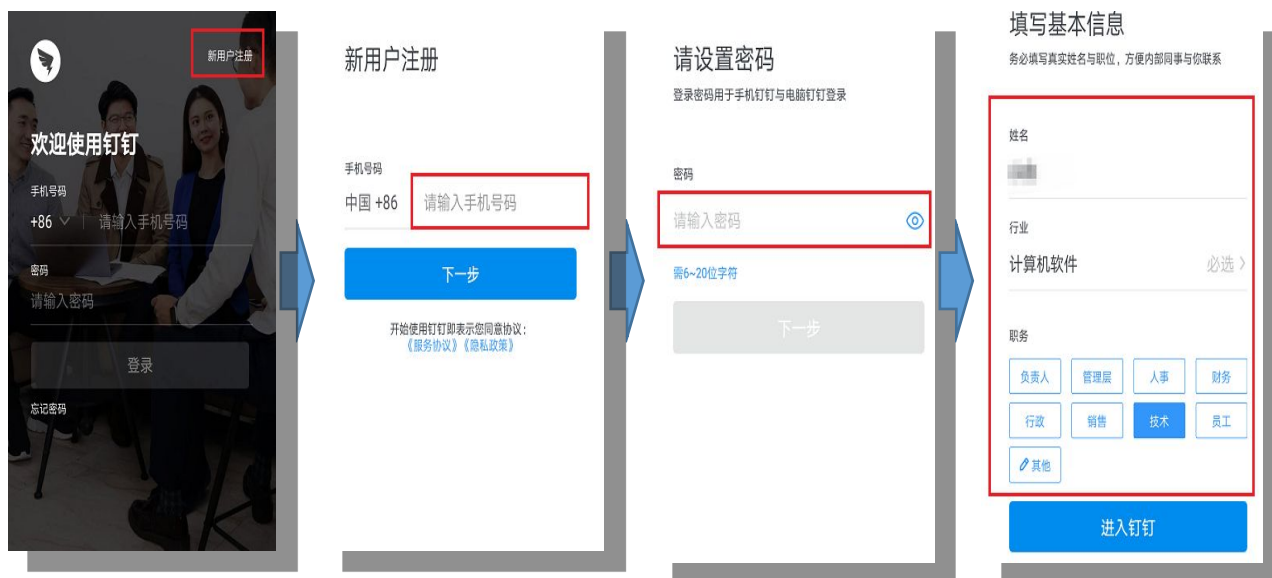 新用户注册
欢迎使用钉钉
手机号码
+86 请输入手机号码
密码
请输入密码
登录
忘记密码
新用户注册
手机号码
中国 +86 请输入手机号码
下一步
开始使用钉钉即表示您同意协议：
《服务协议》《隐私政策》
请设置密码
登录密码用于手机钉钉与电脑钉钉登录
密码
请输入密码
需6~20位字符
下一步
填写基本信息
务必填写真实姓名与职位，方便内部同事与你联系
姓名
行业
计算机软件 必选
职务
负责人 管理层 人事 财务
行政 销售 技术 员工
其他
进入钉钉